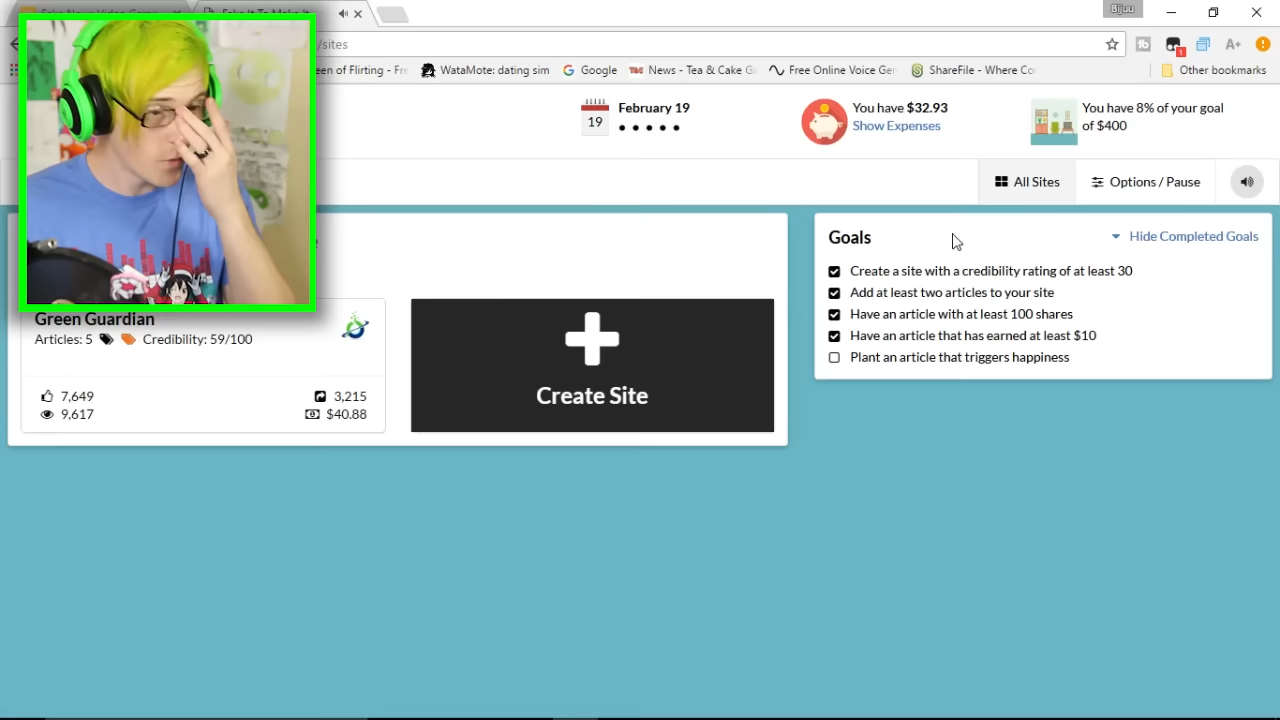 Bijuu
/sites
een of Flirting - Fre
WataMote: dating sim
Google
News - Tea & Cake
Free Online Voice Ger
ShareFile - Where Co
Other bookmarks
19
February 19
You have $32.93
Show Expenses
You have 8% of your goal
of $400
All Sites
Options / Pause
Green Guardian
Articles: 5
Credibility: 59/100
7,649
3,215
9,617
$40.88
Create Site
Goals
Hide Completed Goals
Create a site with a credibility rating of at least 30
Add at least two articles to your site
Have an article with at least 100 shares
Have an article that has earned at least $10
Plant an article that triggers happiness